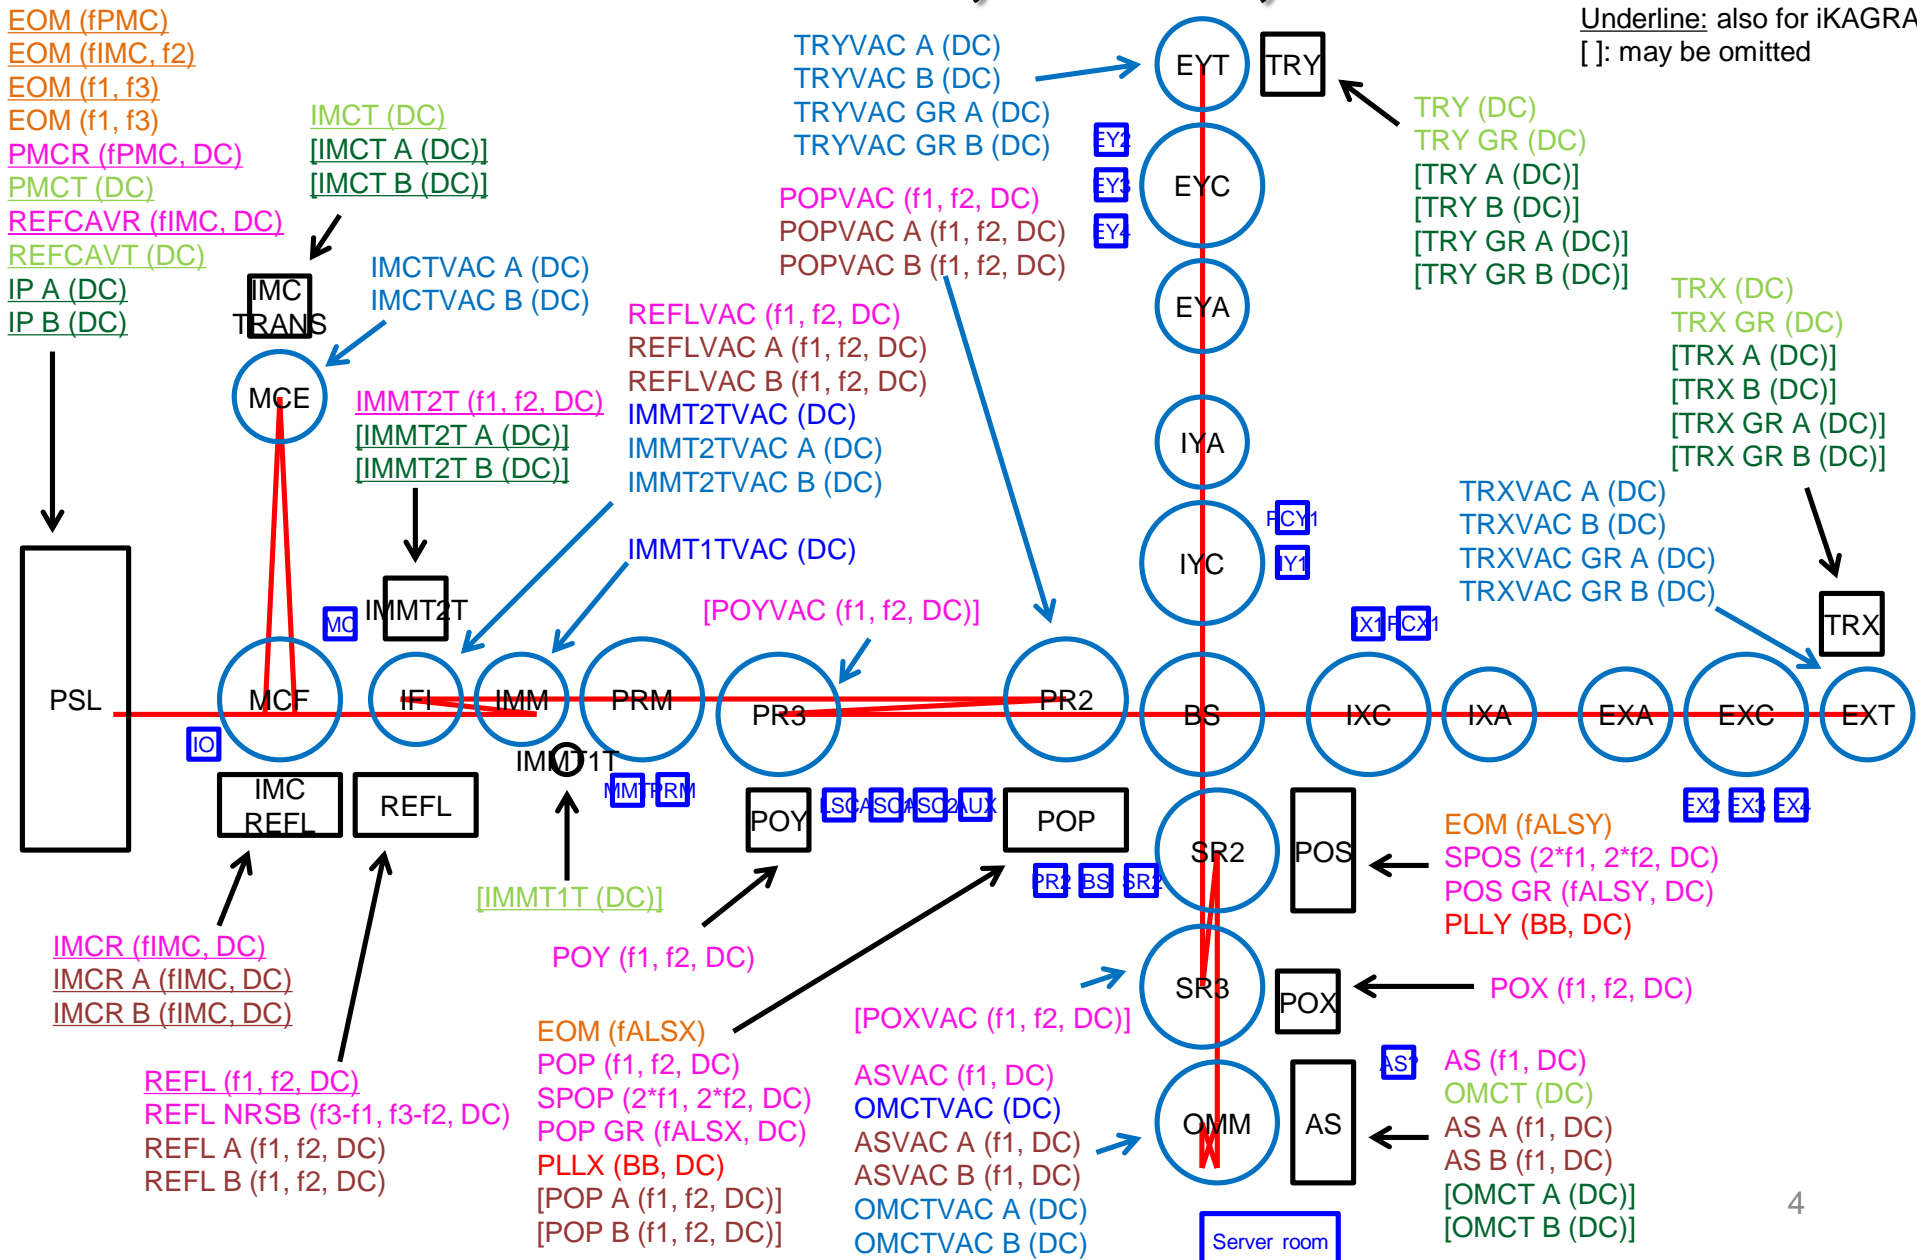 Underline: also for iKAGRA
[ ]: may be omitted
EOM (fPMC)
EOM (fIMC, f2)
EOM (f1, f3)
EOM (f1, f3)
PMCR (fPMC, DC)
PMCT (DC)
REFCAVR (fIMC, DC)
REFCAVT (DC)
IP A (DC)
IP B (DC)
IMCT (DC)
[IMCT A (DC)]
[IMCT B (DC)]
IMC
TRANS
IMCTVAC A (DC)
IMCTVAC B (DC)
MCE
TRYVAC A (DC)
TRYVAC B (DC)
TRYVAC GR A (DC)
TRYVAC GR B (DC)
EYT
TRY
TRY (DC)
TRY GR (DC)
[TRY A (DC)]
[TRY B (DC)]
[TRY GR A (DC)]
[TRY GR B (DC)]
EY2
EY3
EY4
EYC
POPVAC (f1, f2, DC)
POPVAC A (f1, f2, DC)
POPVAC B (f1, f2, DC)
EYA
REFLVAC (f1, f2, DC)
REFLVAC A (f1, f2, DC)
REFLVAC B (f1, f2, DC)
IMMT2TVAC (DC)
IMMT2TVAC A (DC)
IMMT2TVAC B (DC)
IMMT2T (f1, f2, DC)
[IMMT2T A (DC)]
[IMMT2T B (DC)]
IMMT1TVAC (DC)
IYA
TRX (DC)
TRX GR (DC)
[TRX A (DC)]
[TRX B (DC)]
[TRX GR A (DC)]
[TRX GR B (DC)]
TRXVAC A (DC)
TRXVAC B (DC)
TRXVAC GR A (DC)
TRXVAC GR B (DC)
IYC
PCY1
IY1
[POYVAC (f1, f2, DC)]
IMMT2T
MC
IX1
PCX1
TRX
PSL
MCF
IFI
IMM
PRM
PR3
PR2
BS
IXC
IXA
EXA
EXC
EXT
IO
IMMT1T
IMC
REFL
REFL
MMT
PRM
POY
LSC
ASC1
ASC2
AUX
POP
SR2
POS
EX2
EX3
EX4
PR2
BS
SR2
EOM (fALSY)
SPOS (2*f1, 2*f2, DC)
POS GR (fALSY, DC)
PLLY (BB, DC)
[IMMT1T (DC)]
IMCR (fIMC, DC)
IMCR A (fIMC, DC)
IMCR B (fIMC, DC)
POY (f1, f2, DC)
SR3
POX
POX (f1, f2, DC)
[POXVAC (f1, f2, DC)]
EOM (fALSX)
POP (f1, f2, DC)
SPOP (2*f1, 2*f2, DC)
POP GR (fALSX, DC)
PLLX (BB, DC)
[POP A (f1, f2, DC)]
[POP B (f1, f2, DC)]
REFL (f1, f2, DC)
REFL NRSB (f3-f1, f3-f2, DC)
REFL A (f1, f2, DC)
REFL B (f1, f2, DC)
ASVAC (f1, DC)
OMCTVAC (DC)
ASVAC A (f1, DC)
ASVAC B (f1, DC)
OMCTVAC A (DC)
OMCTVAC B (DC)
OMM
AS
AS (f1, DC)
OMCT (DC)
AS A (f1, DC)
AS B (f1, DC)
[OMCT A (DC)]
[OMCT B (DC)]
Server room
4